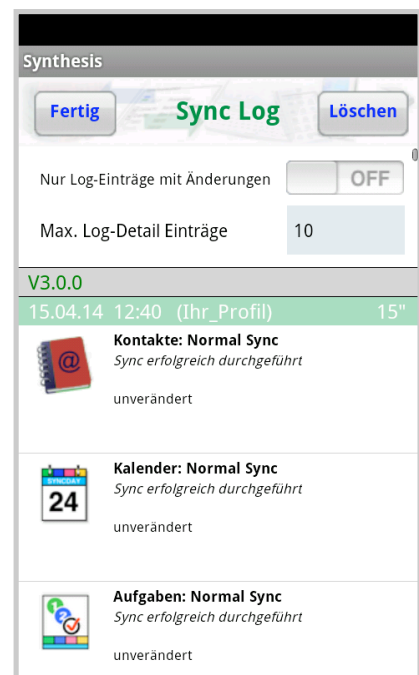 Synthesis
Fertig
Sync Log
Löschen
Nur Log-Einträge mit Änderungen
OFF
Max. Log-Detail Einträge
10
V3.0.0
15.04.14 12:40 (Ihr_Profil) 15"
Kontakte: Normal Sync
Sync erfolgreich durchgeführt
unverändert
@
Kalender: Normal Sync
Sync erfolgreich durchgeführt
unverändert
SYNCDAY
24
Aufgaben: Normal Sync
Sync erfolgreich durchgeführt
unverändert
1
2